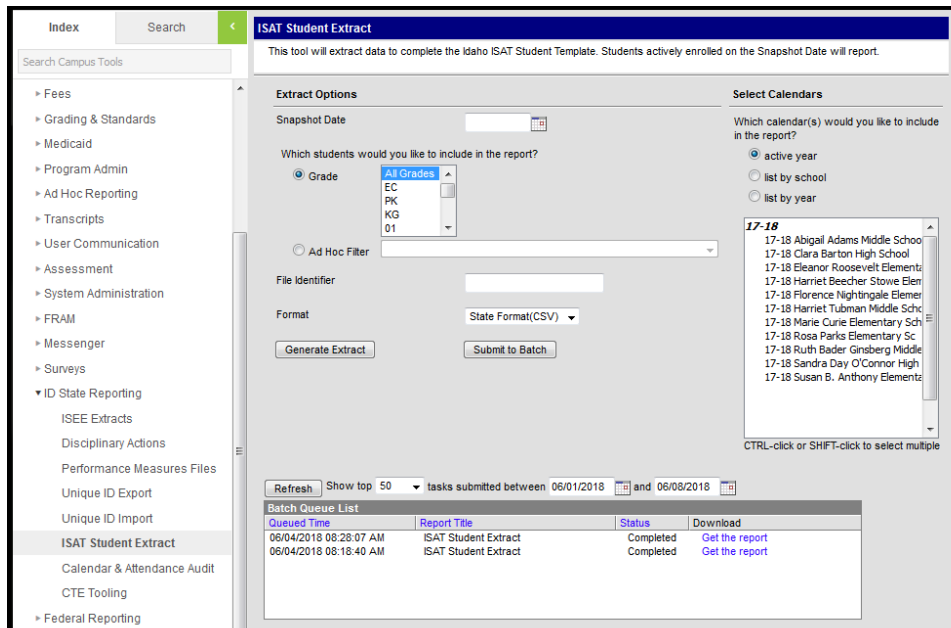 Index
Search
<
Search Campus Tools
Fees
Grading & Standards
Medicaid
Program Admin
Ad Hoc Reporting
Transcripts
User Communication
Assessment
System Administration
FRAM
Messenger
Surveys
ID State Reporting
ISEE Extracts
Disciplinary Actions
Performance Measures Files
Unique ID Export
Unique ID Import
ISAT Student Extract
Calendar & Attendance Audit
CTE Tooling
Federal Reporting
ISAT Student Extract
This tool will extract data to complete the Idaho ISAT Student Template. Students actively enrolled on the Snapshot Date will report.
Extract Options
Snapshot Date
Which students would you like to include in the report?
Grade
All Grades
EC
PK
KG
01
Ad Hoc Filter
File Identifier
Format
State Format(CSV)
Generate Extract
Submit to Batch
Select Calendars
Which calendar(s) would you like to include
in the report?
active year
list by school
list by year
17-18
17-18 Abigail Adams Middle Schoo
17-18 Clara Barton High School
17-18 Eleanor Roosevelt Elementa
17-18 Harriet Beecher Stowe Elem
17-18 Florence Nightingale Elemer
17-18 Harriet Tubman Middle Schc
17-18 Marie Curie Elementary Sch
17-18 Rosa Parks Elementary Sc
17-18 Ruth Bader Ginsberg Middle
17-18 Sandra Day O'Connor High
17-18 Susan B. Anthony Elementa
CTRL-click or SHIFT-click to select multiple
Refresh Show top 50 tasks submitted between 06/01/2018 and 06/08/2018
Batch Queue List
Queued Time Report Title Status Download
06/04/2018 08:28:07 AM ISAT Student Extract Completed Get the report
06/04/2018 08:18:40 AM ISAT Student Extract Completed Get the report